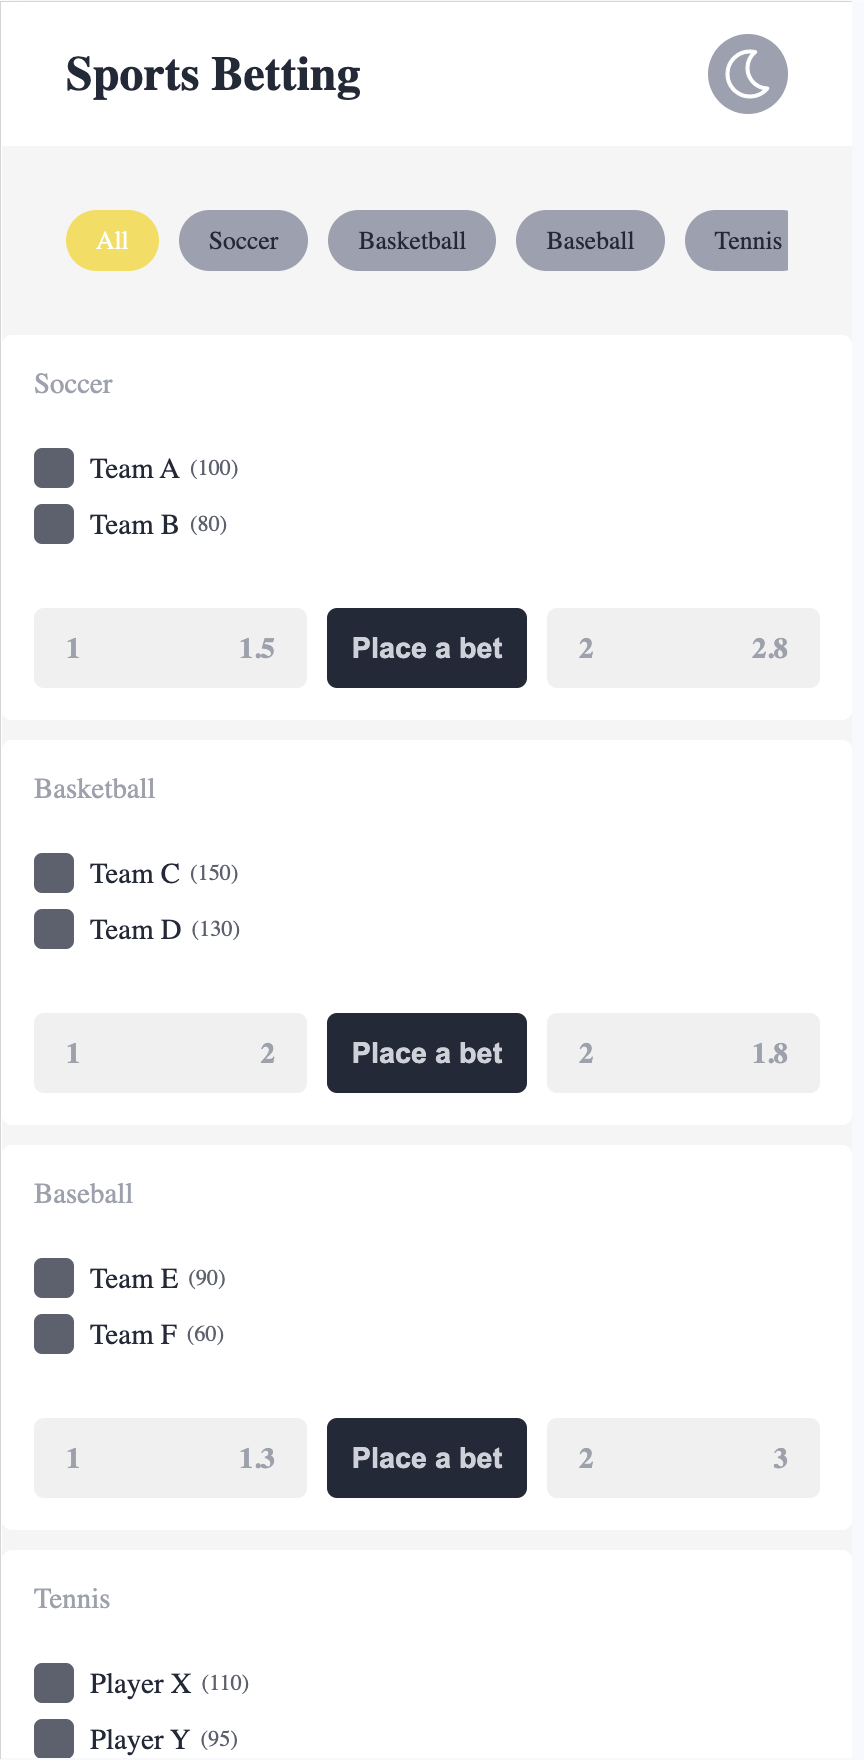 Sports Betting
All Soccer Basketball Baseball Tennis
Soccer
Team A (100)
Team B (80)
1 1.5 Place a bet 2 2.8
Basketball
Team C (150)
Team D (130)
1 2 Place a bet 2 1.8
Baseball
Team E (90)
Team F (60)
1 1.3 Place a bet 2 3
Tennis
Player X (110)
Player Y (95)